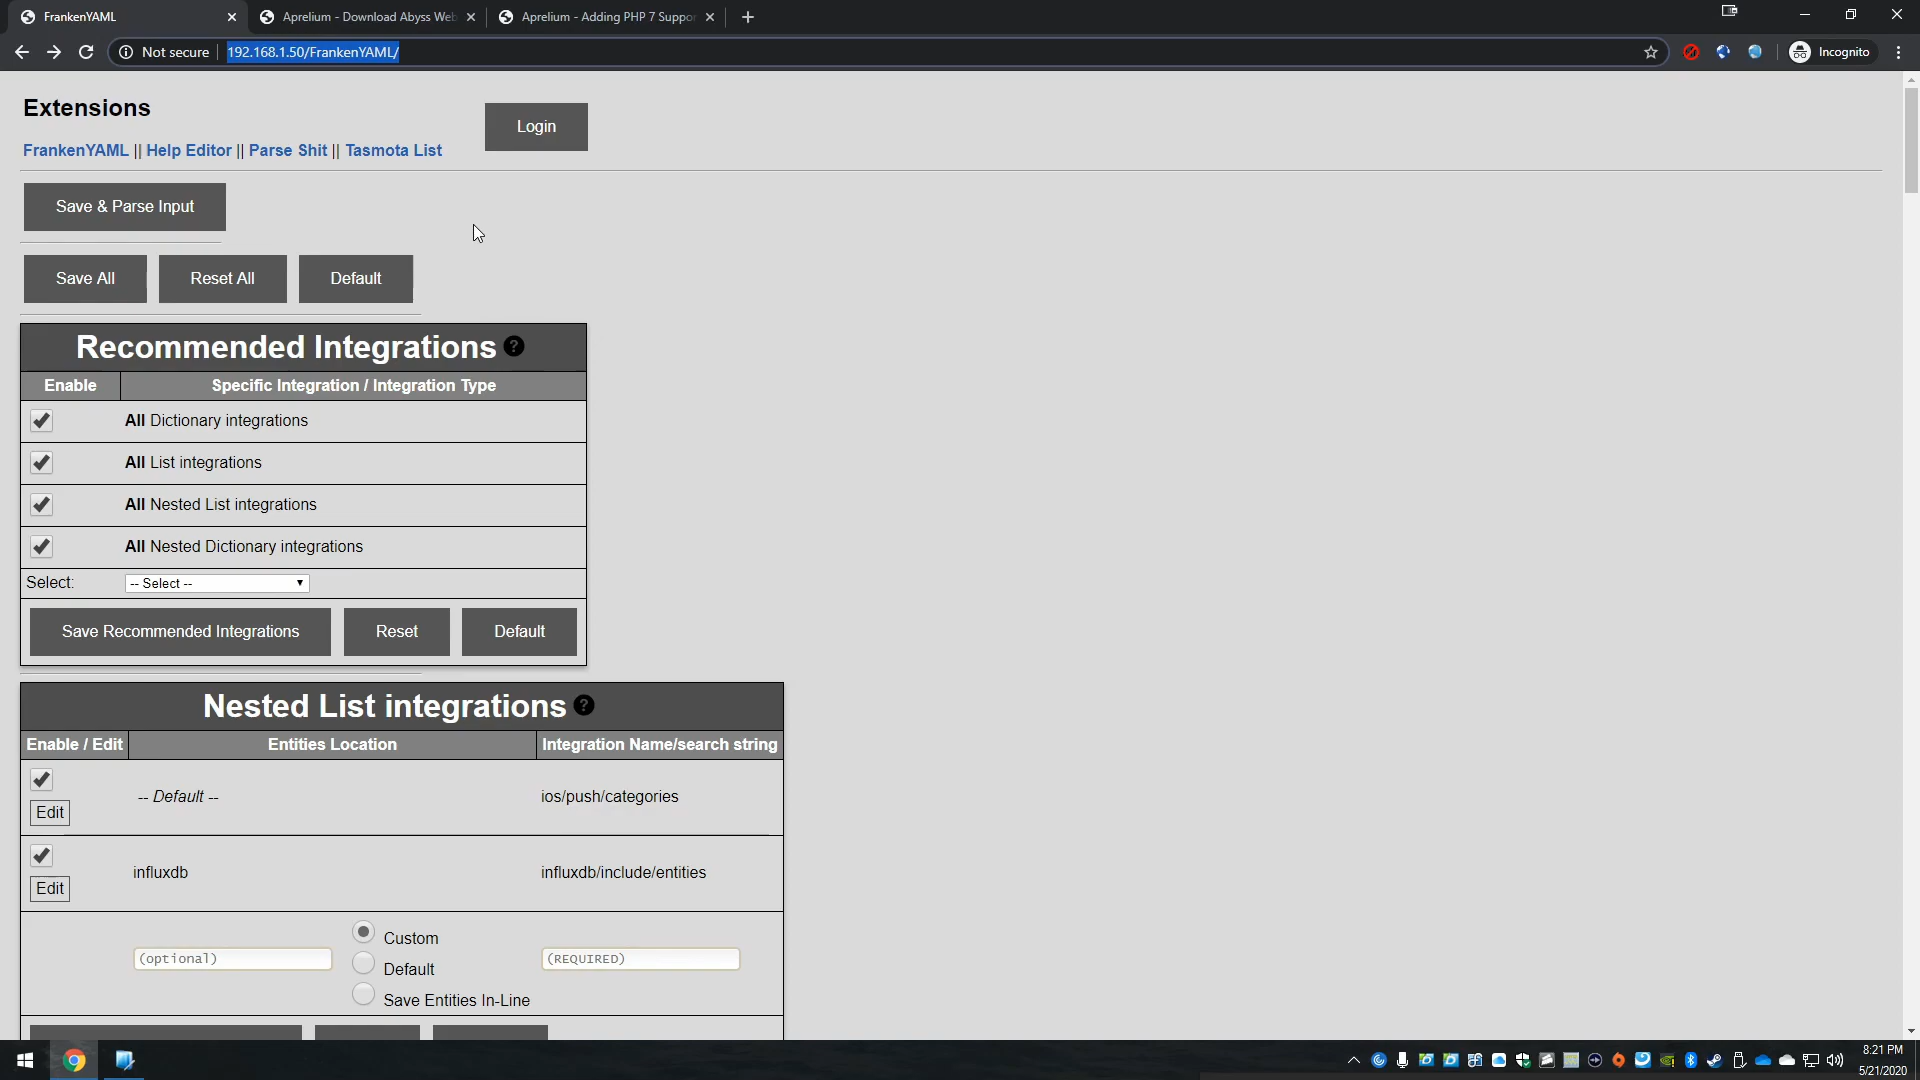 FrankenYAML
Aprelium - Download Abyss Web
Aprelium - Adding PHP 7 Suppor
Not secure
192.168.1.50/FrankenYAML/
Incognito
Extensions
Login
FrankenYAML || Help Editor || Parse Shit || Tasmota List
Save & Parse Input
Save All
Reset All
Default
Recommended Integrations ?
Enable
Specific Integration / Integration Type
All Dictionary integrations
All List integrations
All Nested List integrations
All Nested Dictionary integrations
Select:
-- Select --
Save Recommended Integrations
Reset
Default
Nested List integrations ?
Enable / Edit
Entities Location
Integration Name/search string
-- Default --
ios/push/categories
Edit
influxdb
influxdb/include/entities
Edit
(optional)
Custom
Default
Save Entities In-Line
(REQUIRED)
8:21 PM
5/21/2020